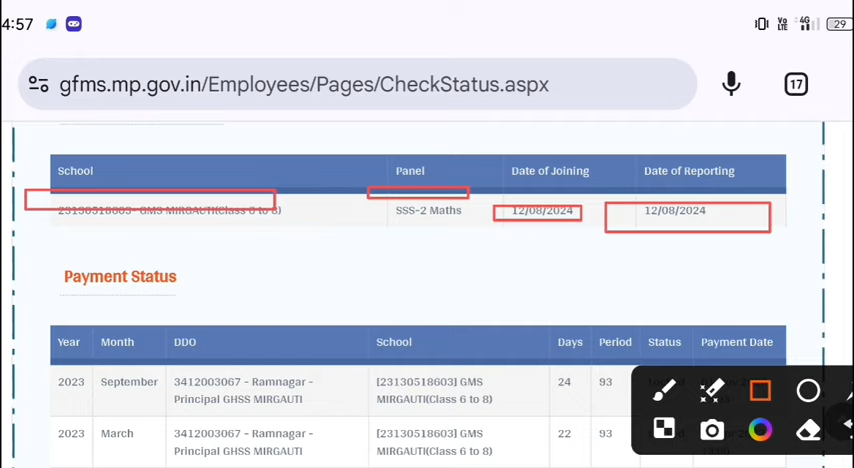 4:57
Vo LTE 4G 29
gfms.mp.gov.in/Employees/Pages/CheckStatus.aspx
17
School Panel Date of Joining Date of Reporting
23130518603- GMS MIRGAUTI(Class 6 to 8) SSS-2 Maths 12/08/2024 12/08/2024
Payment Status
Year Month DDO School Days Period Status Payment Date
2023 September 3412003067 - Ramnagar - [23130518603] GMS 24 93
Principal GHSS MIRGAUTI MIRGAUTI(Class 6 to 8)
2023 March 3412003067 - Ramnagar - [23130518603] GMS 22 93
Principal GHSS MIRGAUTI MIRGAUTI(Class 6 to 8)